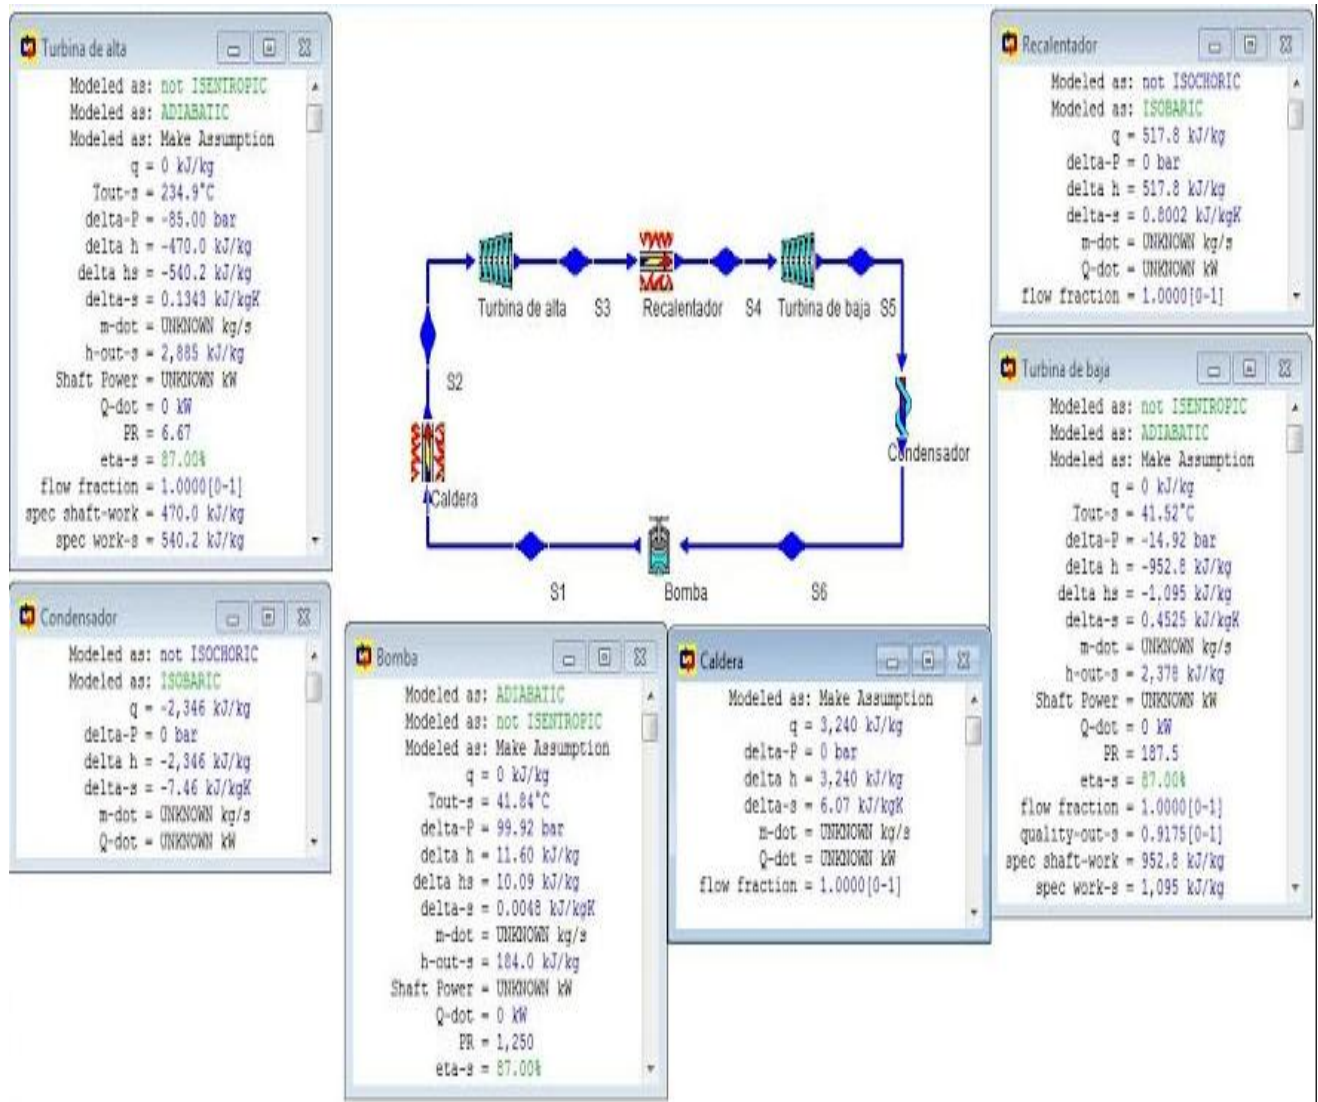 Turbina de alta
Modeled as: not ISENTROPIC
Modeled as: ADIABATIC
Modeled as: Make Assumption
q = 0 kJ/kg
Tout-s = 234.9°C
delta-P = -85.00 bar
delta h = -470.0 kJ/kg
delta hs = -540.2 kJ/kg
delta-s = 0.1343 kJ/kgK
m-dot = UNKNOWN kg/s
h-out-s = 2,885 kJ/kg
Shaft Power = UNKNOWN kW
Q-dot = 0 kW
PR = 6.67
eta-s = 87.00%
flow fraction = 1.0000[0-1]
spec shaft-work = 470.0 kJ/kg
spec work-s = 540.2 kJ/kg
Recalentador
Modeled as: not ISOCHORIC
Modeled as: ISOBARIC
q = 517.8 kJ/kg
delta-P = 0 bar
delta h = 517.8 kJ/kg
delta-s = 0.8002 kJ/kgK
m-dot = UNKNOWN kg/s
Q-dot = UNKNOWN kW
flow fraction = 1.0000[0-1]
Turbina de alta S3 Recalentador S4 Turbina de baja S5
S2
Condensador
Caldera
S1 Bomba S6
Turbina de baja
Modeled as: not ISENTROPIC
Modeled as: ADIABATIC
Modeled as: Make Assumption
q = 0 kJ/kg
Tout-s = 41.52°C
delta-P = -14.92 bar
delta h = -952.8 kJ/kg
delta hs = -1,095 kJ/kg
delta-s = 0.4525 kJ/kgK
m-dot = UNKNOWN kg/s
h-out-s = 2,378 kJ/kg
Shaft Power = UNKNOWN kW
Q-dot = 0 kW
PR = 187.5
eta-s = 87.00%
flow fraction = 1.0000[0-1]
quality-out-s = 0.9175[0-1]
spec shaft-work = 952.8 kJ/kg
spec work-s = 1,095 kJ/kg
Condensador
Modeled as: not ISOCHORIC
Modeled as: ISOBARIC
q = -2,346 kJ/kg
delta-P = 0 bar
delta h = -2,346 kJ/kg
delta-s = -7.46 kJ/kgK
m-dot = UNKNOWN kg/s
Q-dot = UNKNOWN kW
Bomba
Modeled as: ADIABATIC
Modeled as: not ISENTROPIC
Modeled as: Make Assumption
q = 0 kJ/kg
Tout-s = 41.84°C
delta-P = 99.92 bar
delta h = 11.60 kJ/kg
delta hs = 10.09 kJ/kg
delta-s = 0.0048 kJ/kgK
m-dot = UNKNOWN kg/s
h-out-s = 184.0 kJ/kg
Shaft Power = UNKNOWN kW
Q-dot = 0 kW
PR = 1,250
eta-s = 87.00%
Caldera
Modeled as: Make Assumption
q = 3,240 kJ/kg
delta-P = 0 bar
delta h = 3,240 kJ/kg
delta-s = 6.07 kJ/kgK
m-dot = UNKNOWN kg/s
Q-dot = UNKNOWN kW
flow fraction = 1.0000[0-1]